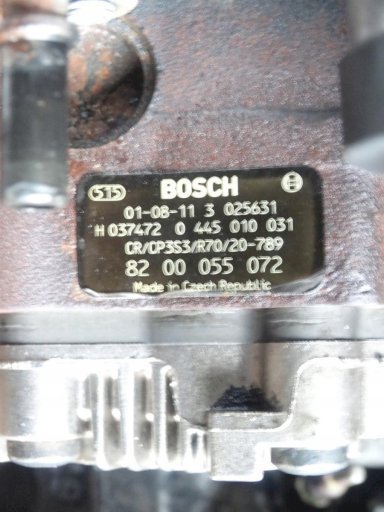 515 BOSCH
01-08-11 3 025631
H 037472 0 445 010 031
CR/CP3S3/R70/20-789
82 00 055 072
Made in Czech Republic